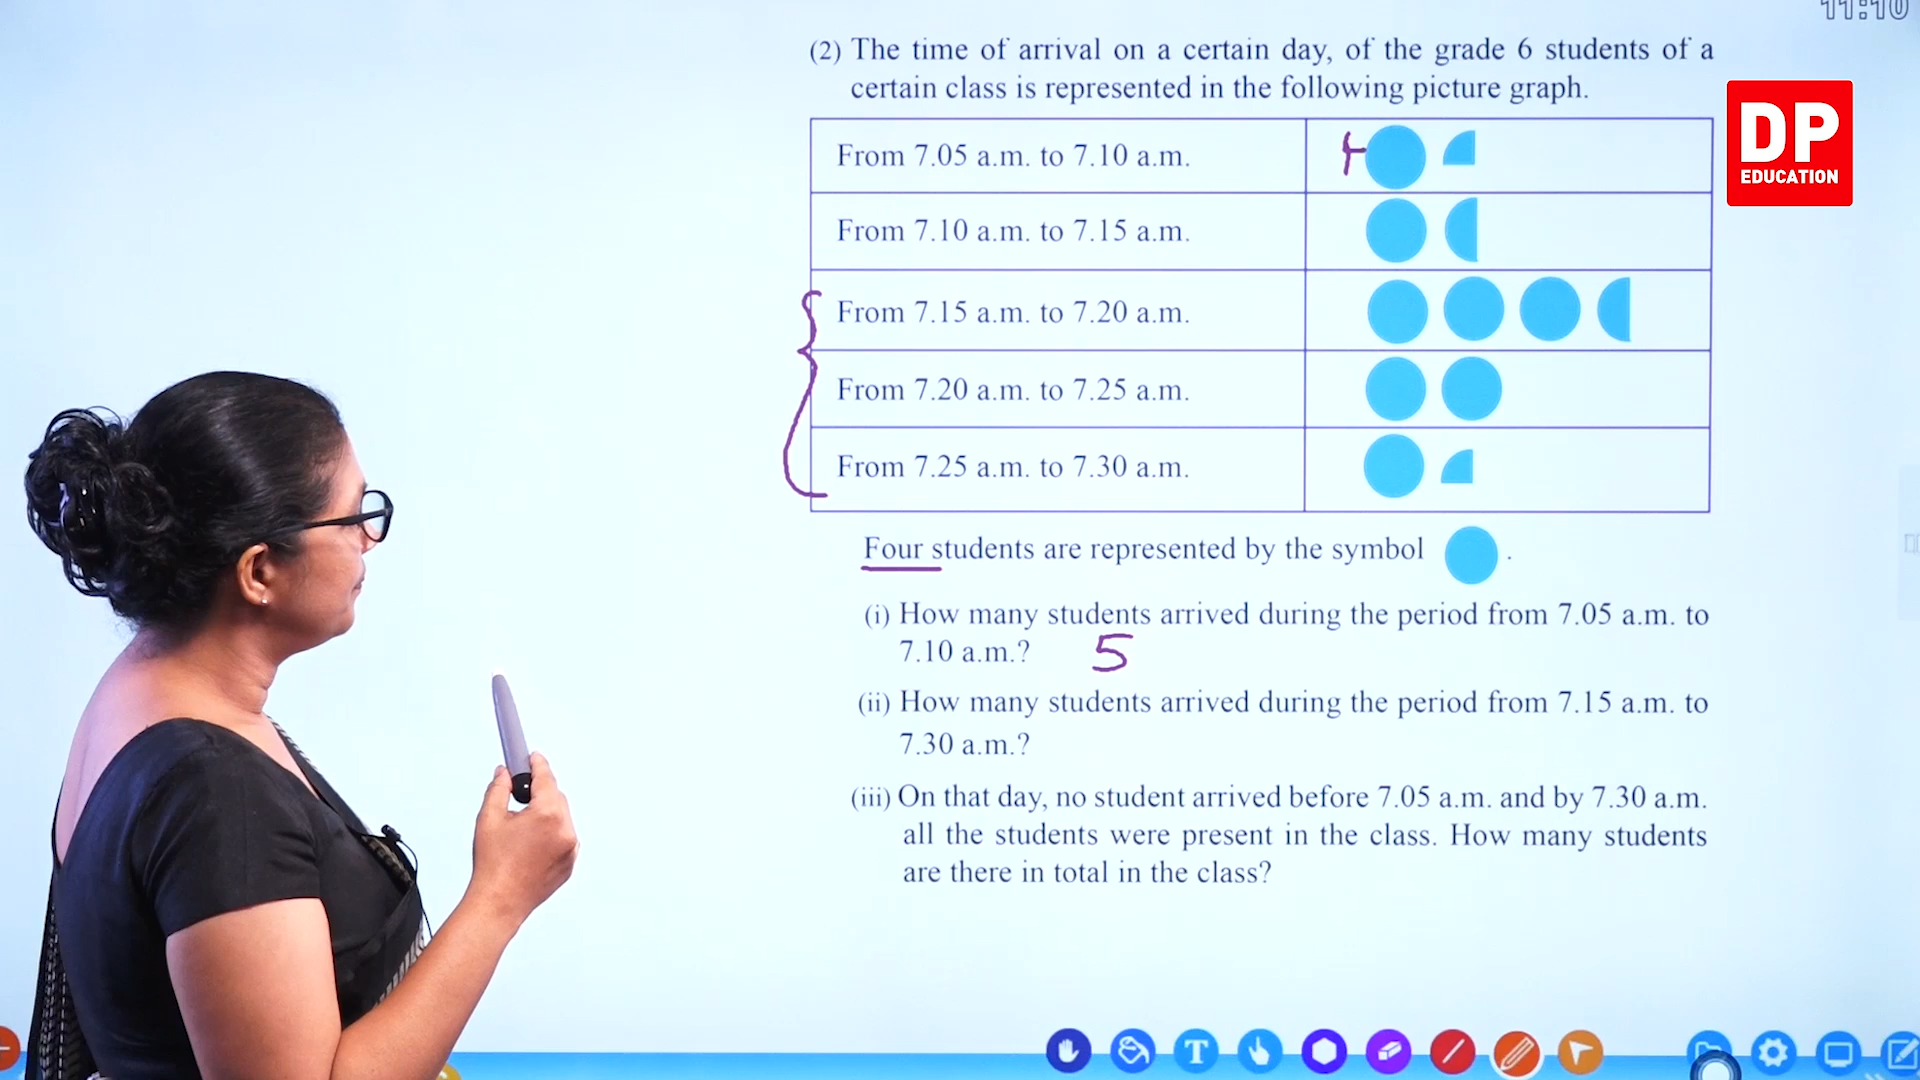 11:10
(2) The time of arrival on a certain day, of the grade 6 students of a
certain class is represented in the following picture graph.
DP
EDUCATION
From 7.05 a.m. to 7.10 a.m.
From 7.10 a.m. to 7.15 a.m.
From 7.15 a.m. to 7.20 a.m.
From 7.20 a.m. to 7.25 a.m.
From 7.25 a.m. to 7.30 a.m.
Four students are represented by the symbol .
(i) How many students arrived during the period from 7.05 a.m. to
7.10 a.m.? 5
(ii) How many students arrived during the period from 7.15 a.m. to
7.30 a.m.?
(iii) On that day, no student arrived before 7.05 a.m. and by 7.30 a.m.
all the students were present in the class. How many students
are there in total in the class?
T